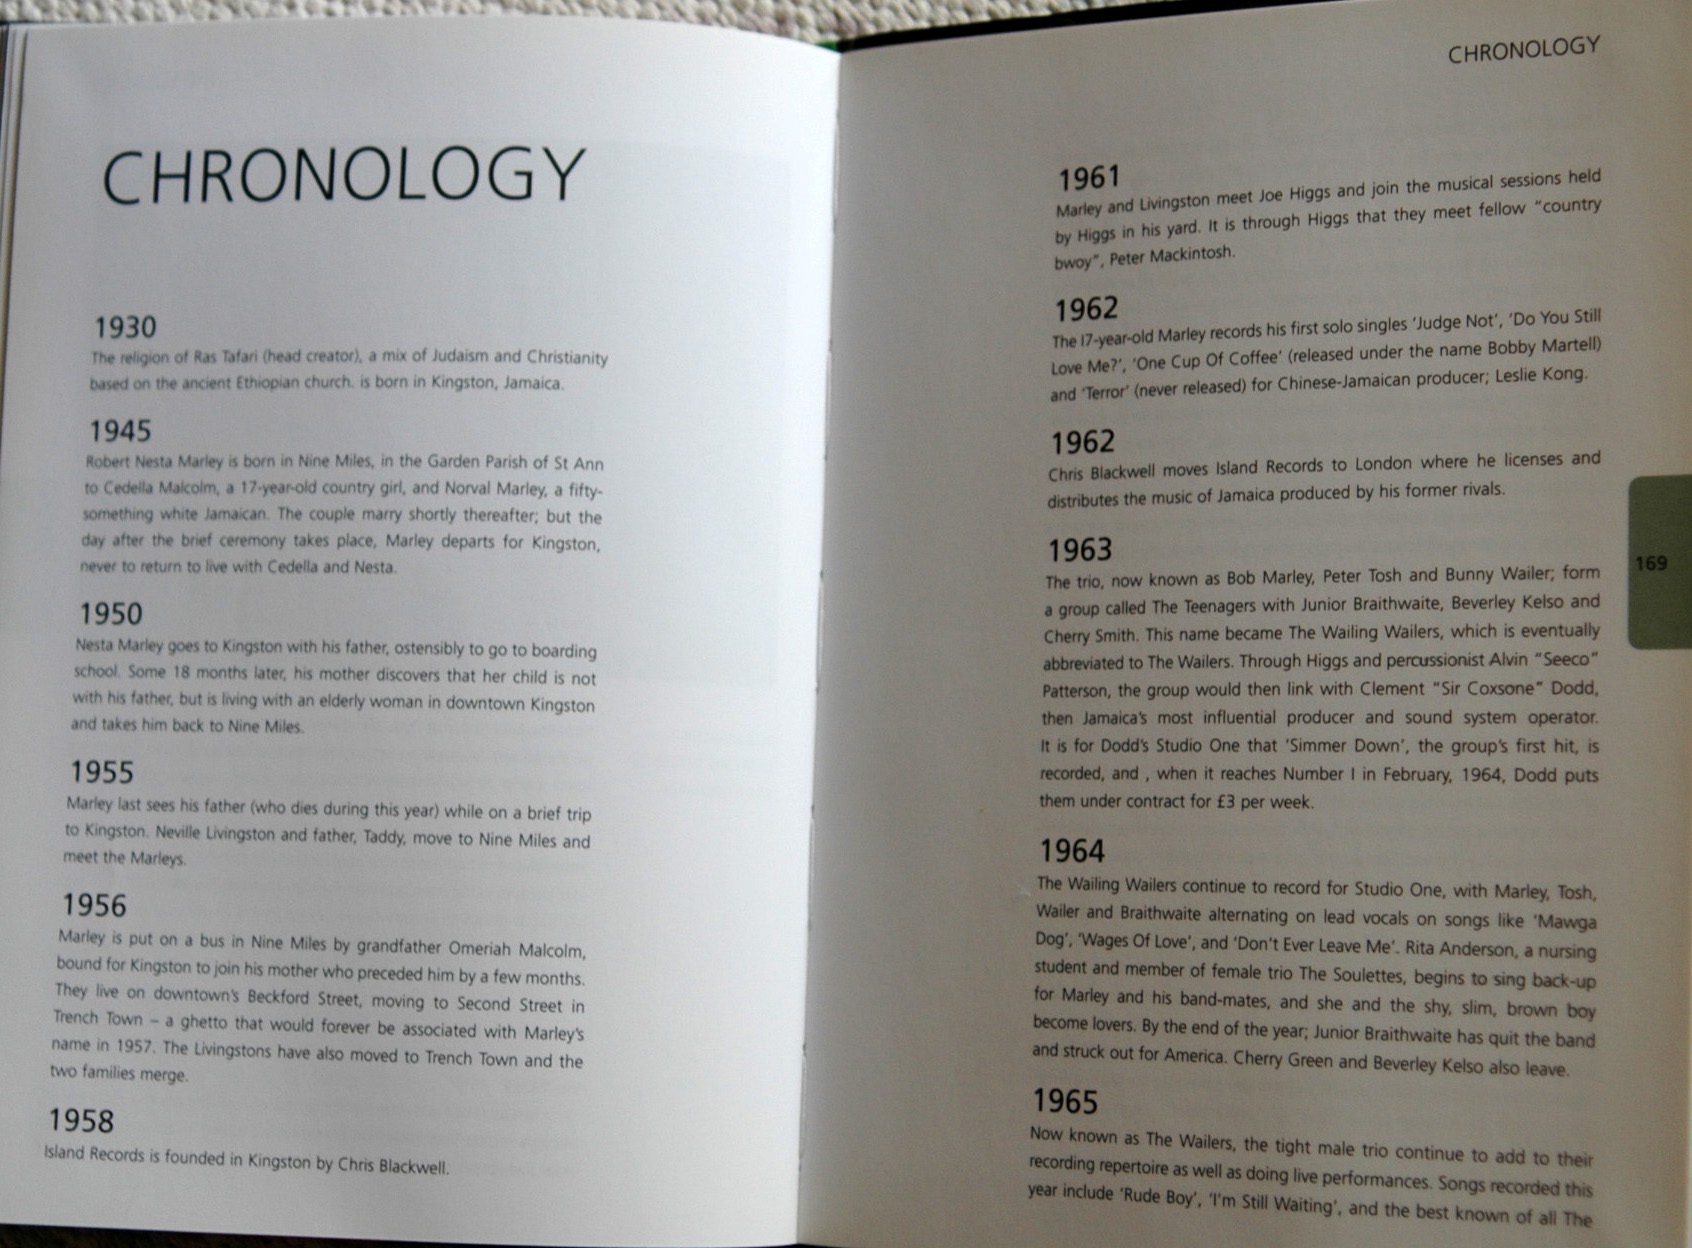 CHRONOLOGY
1930
The religion of Ras Tafari (head creator), a mix of Judaism and Christianity
based on the ancient Ethiopian church. is born in Kingston, Jamaica.
1945
Robert Nesta Marley is born in Nine Miles, in the Garden Parish of St Ann
to Cedella Malcolm, a 17-year-old country girl, and Norval Marley, a fifty-
something white Jamaican. The couple marry shortly thereafter; but the
day after the brief ceremony takes place, Marley departs for Kingston,
never to return to live with Cedella and Nesta.
1950
Nesta Marley goes to Kingston with his father, ostensibly to go to boarding
school. Some 18 months later, his mother discovers that her child is not
with his father, but is living with an elderly woman in downtown Kingston
and takes him back to Nine Miles.
1955
Marley last sees his father (who dies during this year) while on a brief trip
to Kingston. Neville Livingston and father, Taddy, move to Nine Miles and
meet the Marleys.
1956
Marley is put on a bus in Nine Miles by grandfather Omeriah Malcolm,
bound for Kingston to join his mother who preceded him by a few months.
They live on downtown's Beckford Street, moving to Second Street in
Trench Town – a ghetto that would forever be associated with Marley's
name in 1957. The Livingstons have also moved to Trench Town and the
two families merge.
1958
Island Records is founded in Kingston by Chris Blackwell.
CHRONOLOGY
1961
Marley and Livingston meet Joe Higgs and join the musical sessions held
by Higgs in his yard. It is through Higgs that they meet fellow "country
bwoy", Peter Mackintosh.
1962
The 17-year-old Marley records his first solo singles 'Judge Not', 'Do You Still
Love Me?', 'One Cup Of Coffee' (released under the name Bobby Martell)
and 'Terror' (never released) for Chinese-Jamaican producer; Leslie Kong.
1962
Chris Blackwell moves Island Records to London where he licenses and
distributes the music of Jamaica produced by his former rivals.
1963
The trio, now known as Bob Marley, Peter Tosh and Bunny Wailer; form
a group called The Teenagers with Junior Braithwaite, Beverley Kelso and
Cherry Smith. This name became The Wailing Wailers, which is eventually
abbreviated to The Wailers. Through Higgs and percussionist Alvin "Seeco"
Patterson, the group would then link with Clement "Sir Coxsone" Dodd,
then Jamaica's most influential producer and sound system operator.
It is for Dodd's Studio One that 'Simmer Down', the group's first hit, is
recorded, and , when it reaches Number 1 in February, 1964, Dodd puts
them under contract for £3 per week.
169
1964
The Wailing Wailers continue to record for Studio One, with Marley, Tosh,
Wailer and Braithwaite alternating on lead vocals on songs like 'Mawga
Dog', 'Wages Of Love', and 'Don't Ever Leave Me'. Rita Anderson, a nursing
student and member of female trio The Soulettes, begins to sing back-up
for Marley and his band-mates, and she and the shy, slim, brown boy
become lovers. By the end of the year; Junior Braithwaite has quit the band
and struck out for America. Cherry Green and Beverley Kelso also leave.
1965
Now known as The Wailers, the tight male trio continue to add to their
recording repertoire as well as doing live performances. Songs recorded this
year include 'Rude Boy', 'I'm Still Waiting', and the best known of all The